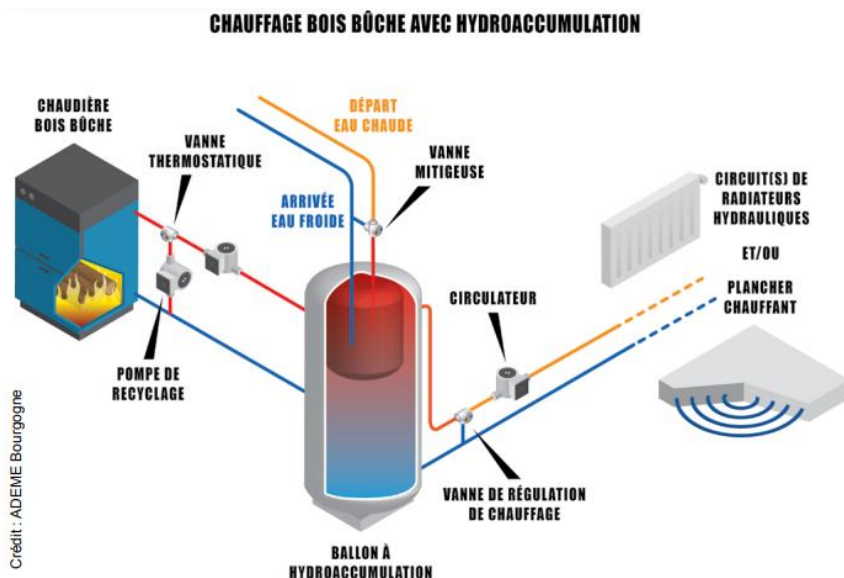 CHAUFFAGE BOIS BÛCHE AVEC HYDROACCUMULATION
CHAUDIÈRE
BOIS BÛCHE
VANNE
THERMOSTATIQUE
DÉPART
EAU CHAUDE
VANNE
MITIGEUSE
ARRIVÉE
EAU FROIDE
CIRCUIT(S) DE
RADIATEURS
HYDRAULIQUES
ET/OU
PLANCHER
CHAUFFANT
CIRCULATEUR
POMPE DE
RECYCLAGE
VANNE DE RÉGULATION
DE CHAUFFAGE
BALLON À
HYDROACCUMULATION
Crédit : ADEME Bourgogne